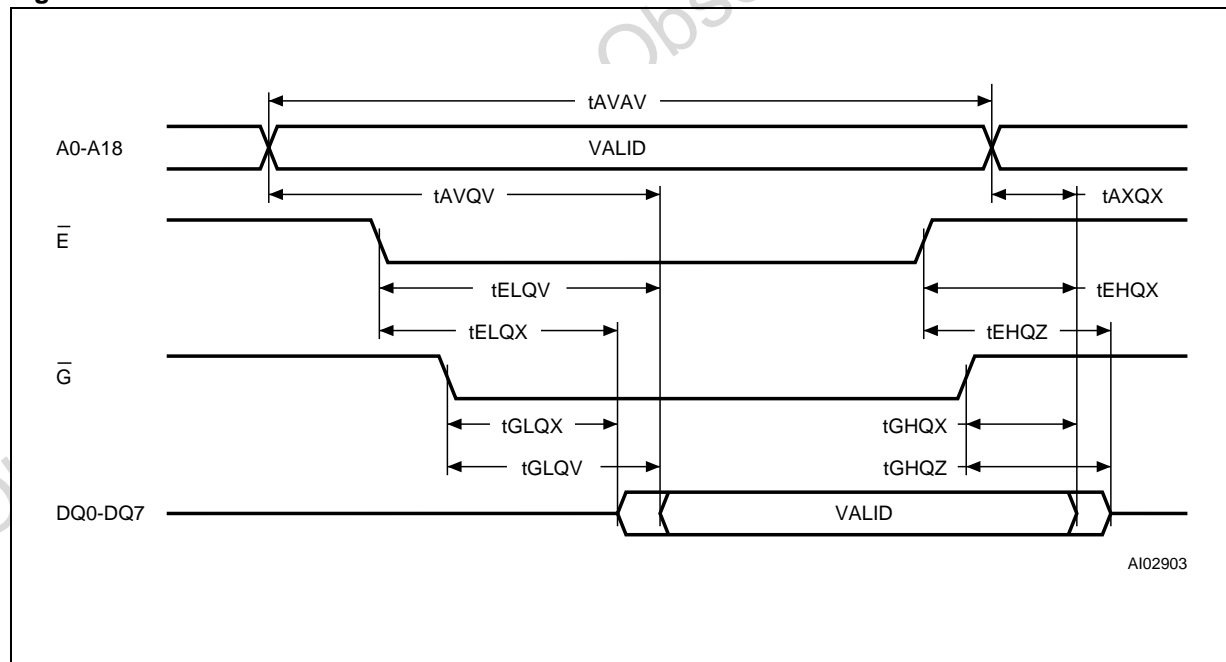 tAVAV
A0-A18 VALID
tAVQV tAXQX
E̅
tELQV tEHQX
tELQX tEHQZ
G̅
tGLQX tGHQX
tGLQV tGHQZ
DQ0-DQ7 VALID
AI02903